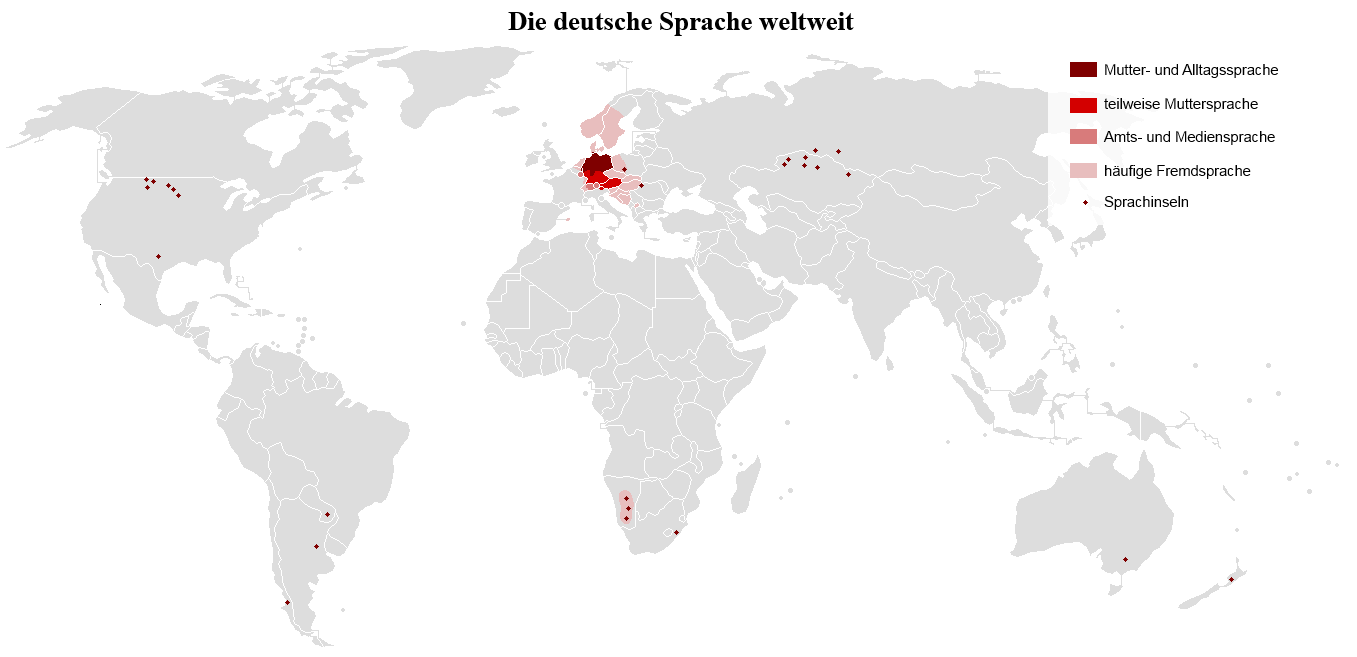 Die deutsche Sprache weltweit
Mutter- und Alltagssprache
teilweise Muttersprache
Amts- und Mediensprache
häufige Fremdsprache
Sprachinseln